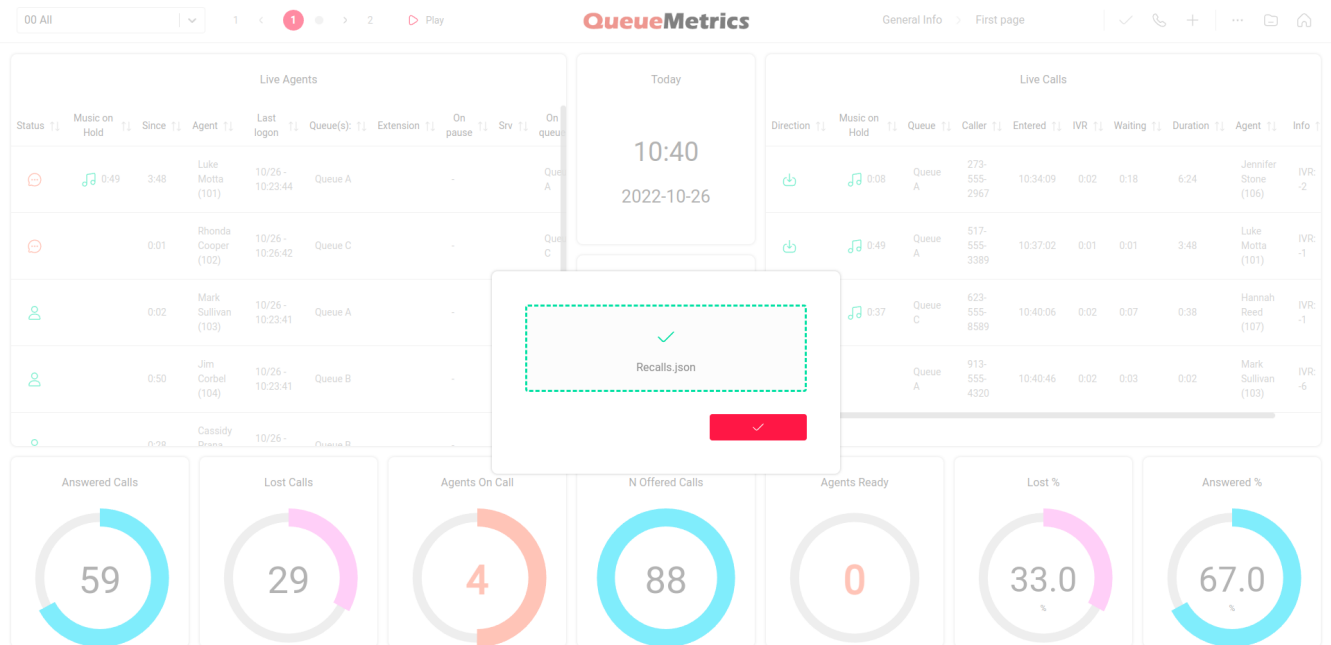 00 All
1
1
2
Play
QueueMetrics
General Info
First page
Live Agents
Status
Music on
Hold
Since
Agent
Last
logon
Queue(s):
Extension
On
pause
Srv
On
queu
0:49
3:48
Luke
Motta
(101)
10/26 -
10:23:44
Queue A
-
Que
A
0:01
Rhonda
Cooper
(102)
10/26 -
10:26:42
Queue C
-
Que
C
0:02
Mark
Sullivan
(103)
10/26 -
10:23:41
Queue A
-
0:50
Jim
Corbel
(104)
10/26 -
10:23:41
Queue B
-
0:28
Cassidy
10/26 -
Queue B
Today
10:40
2022-10-26
Live Calls
Direction
Music on
Hold
Queue
Caller
Entered
IVR
Waiting
Duration
Agent
Info
0:08
Queue
A
273-
555-
2967
10:34:09
0:02
0:18
6:24
Jennifer
Stone
(106)
IVR:
-2
0:49
Queue
A
517-
555-
3389
10:37:02
0:01
0:01
3:48
Luke
Motta
(101)
IVR:
-1
0:37
Queue
C
623-
555-
8589
10:40:06
0:02
0:07
0:38
Hannah
Reed
(107)
IVR:
-1
Queue
A
913-
555-
4320
10:40:46
0:02
0:03
0:02
Mark
Sullivan
(103)
IVR:
-6
Recalls.json
Answered Calls
59
Lost Calls
29
Agents On Call
4
N Offered Calls
88
Agents Ready
0
Lost %
33.0
%
Answered %
67.0
%